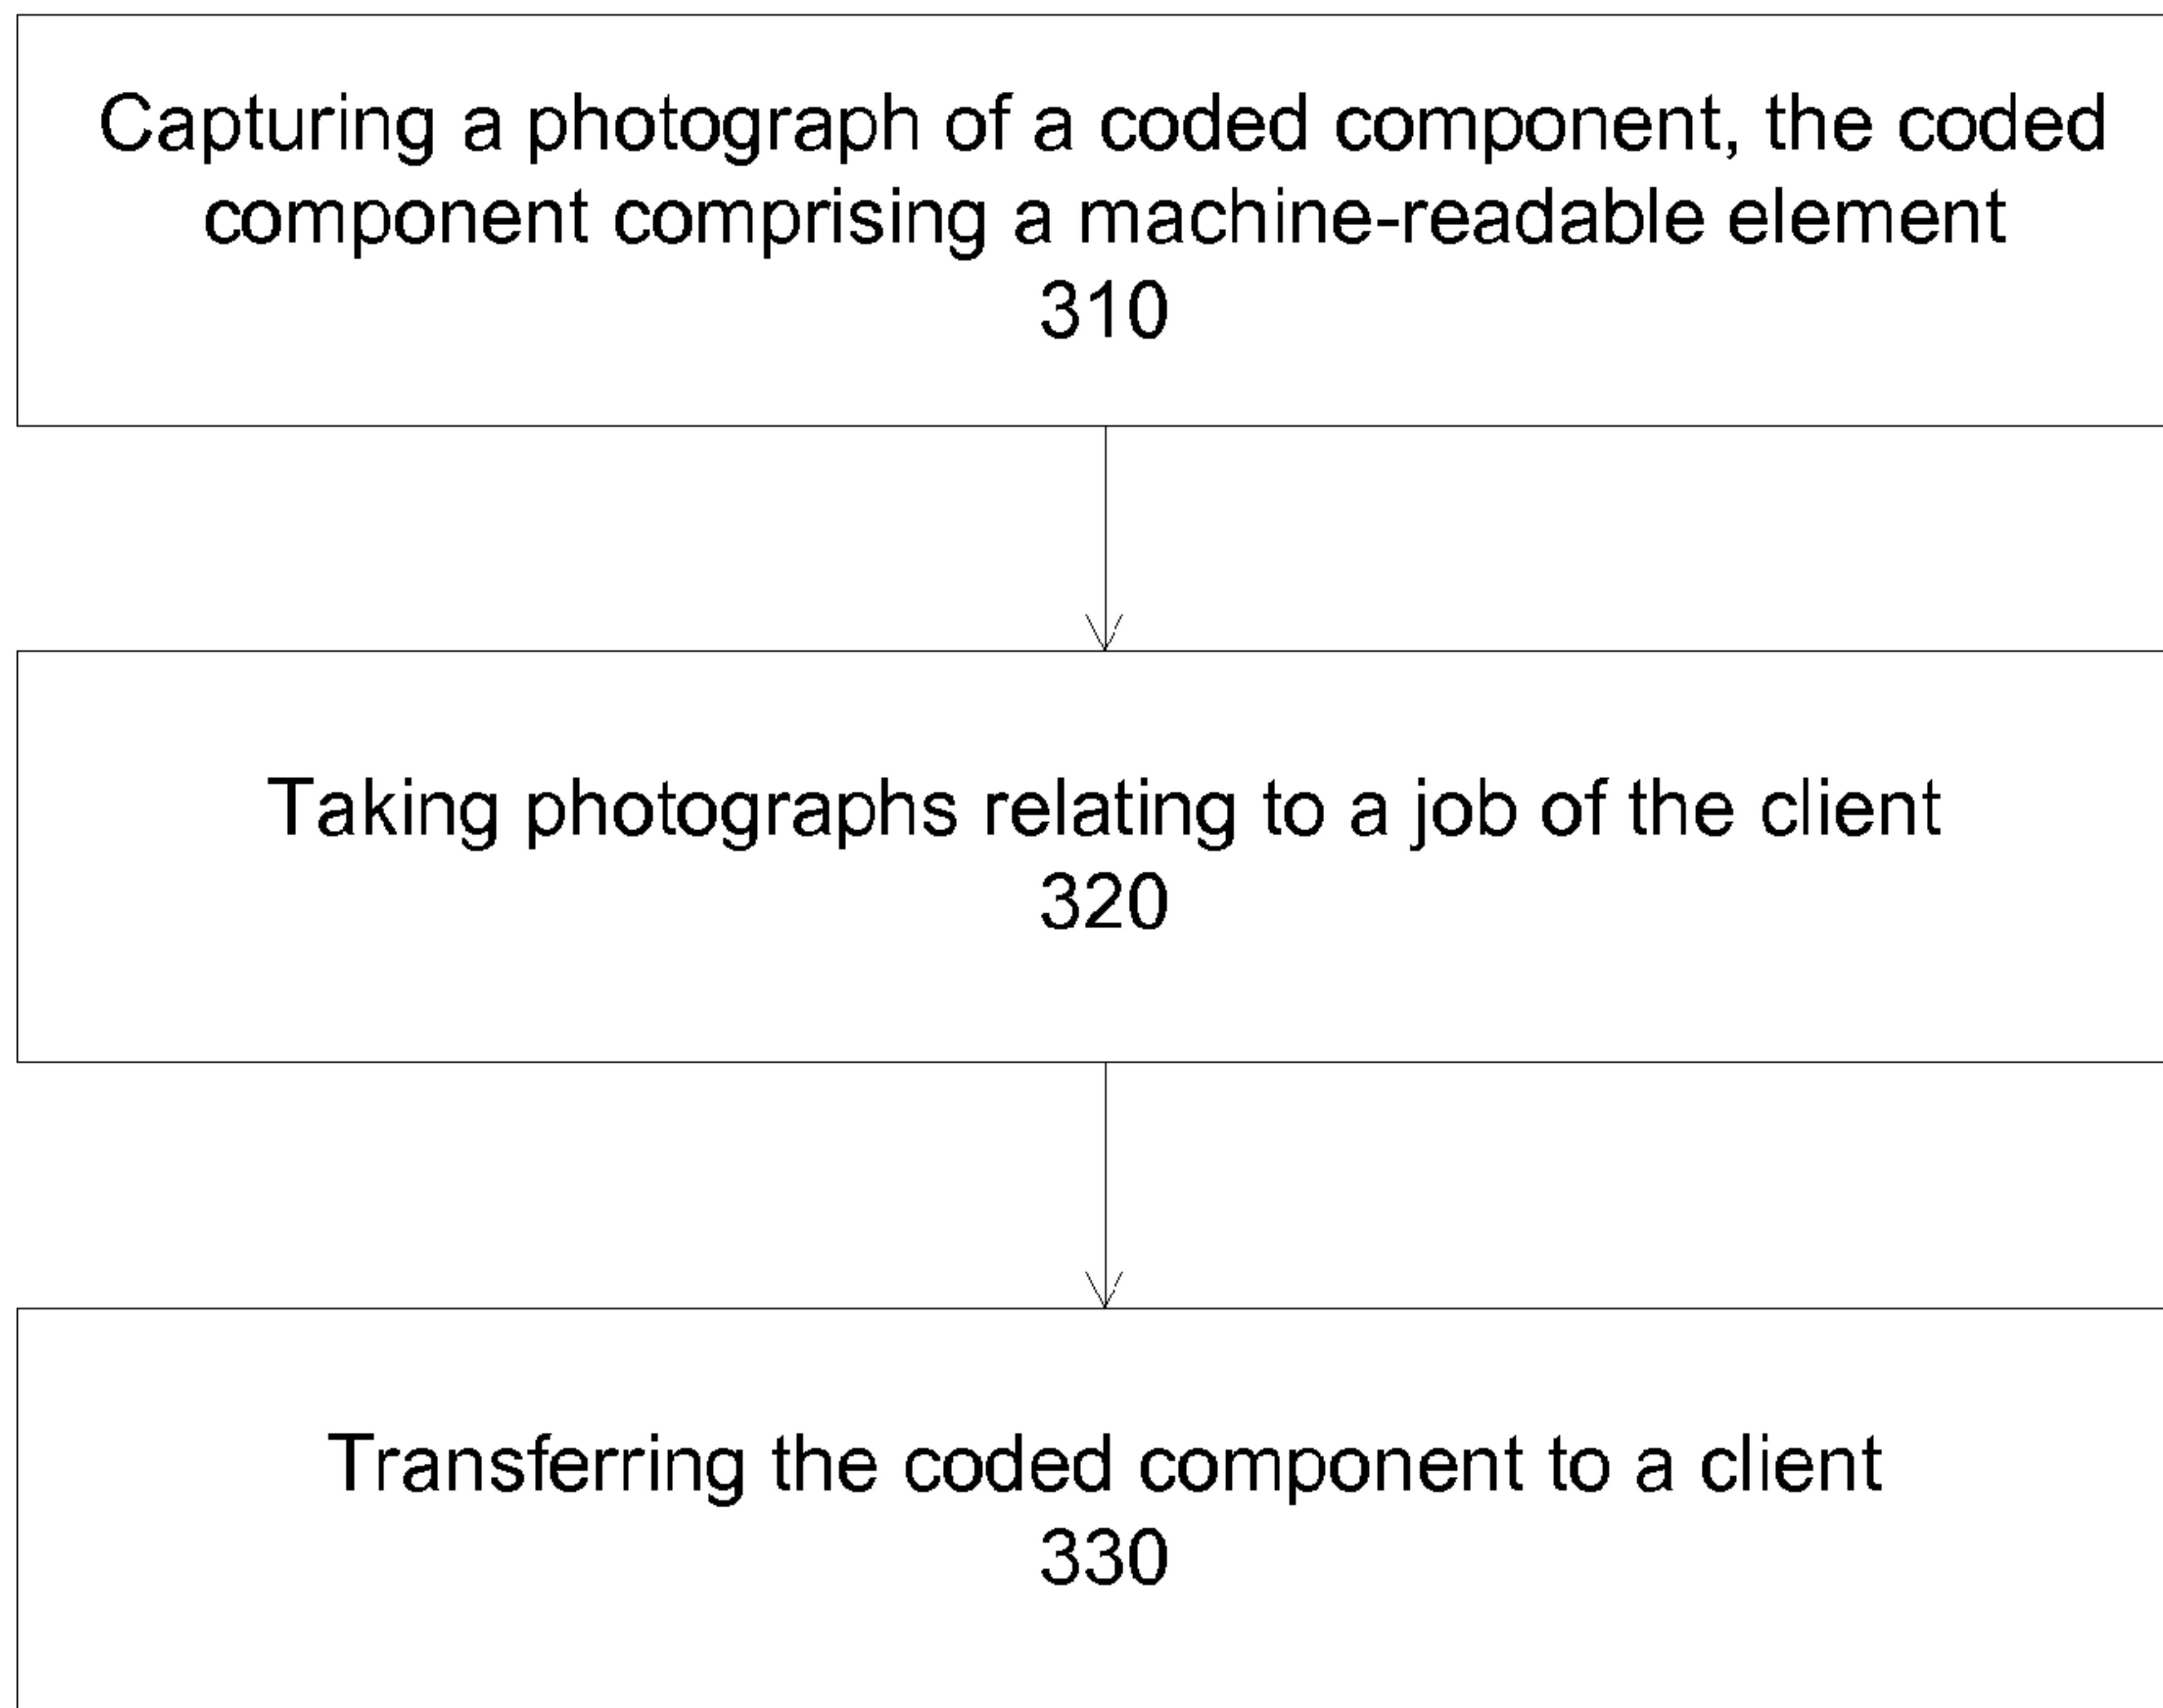 Capturing a photograph of a coded component, the coded
component comprising a machine-readable element
310
Taking photographs relating to a job of the client
320
Transferring the coded component to a client
330